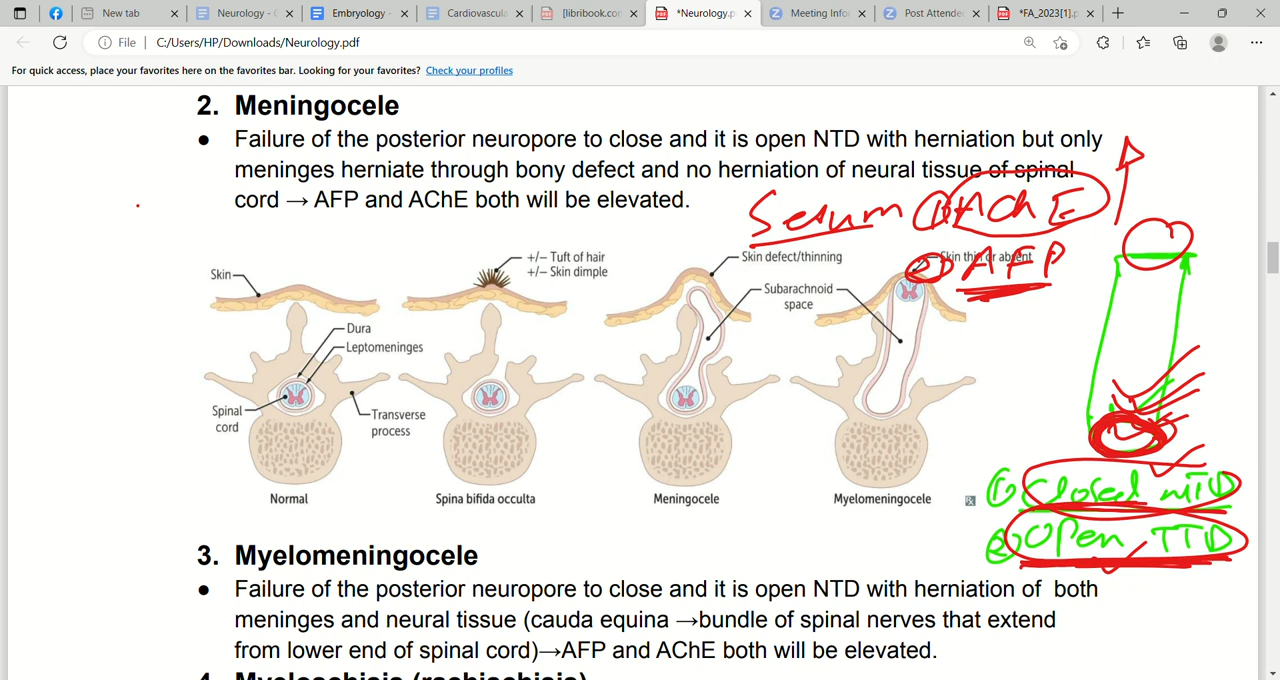 New tab
Neurology - C
Embryology -
Cardiovascula
[libribook.con
*Neurology.p
Meeting Infor
Post Attende
*FA_2023[1].p
File
C:/Users/HP/Downloads/Neurology.pdf
For quick access, place your favorites here on the favorites bar. Looking for your favorites? Check your profiles
2. Meningocele
● Failure of the posterior neuropore to close and it is open NTD with herniation but only
meninges herniate through bony defect and no herniation of neural tissue of spinal
cord → AFP and AChE both will be elevated.
Serum ① AChE
② AFP
Skin
+/– Tuft of hair
+/– Skin dimple
Skin defect/thinning
Skin thin or absent
Subarachnoid
space
Dura
Leptomeninges
Spinal
cord
Transverse
process
Normal
Spina bifida occulta
Meningocele
Myelomeningocele
① Closed NTD
② Open TTD
3. Myelomeningocele
● Failure of the posterior neuropore to close and it is open NTD with herniation of both
meninges and neural tissue (cauda equina →bundle of spinal nerves that extend
from lower end of spinal cord)→AFP and AChE both will be elevated.
4. Myeloschisis (rachischisis)